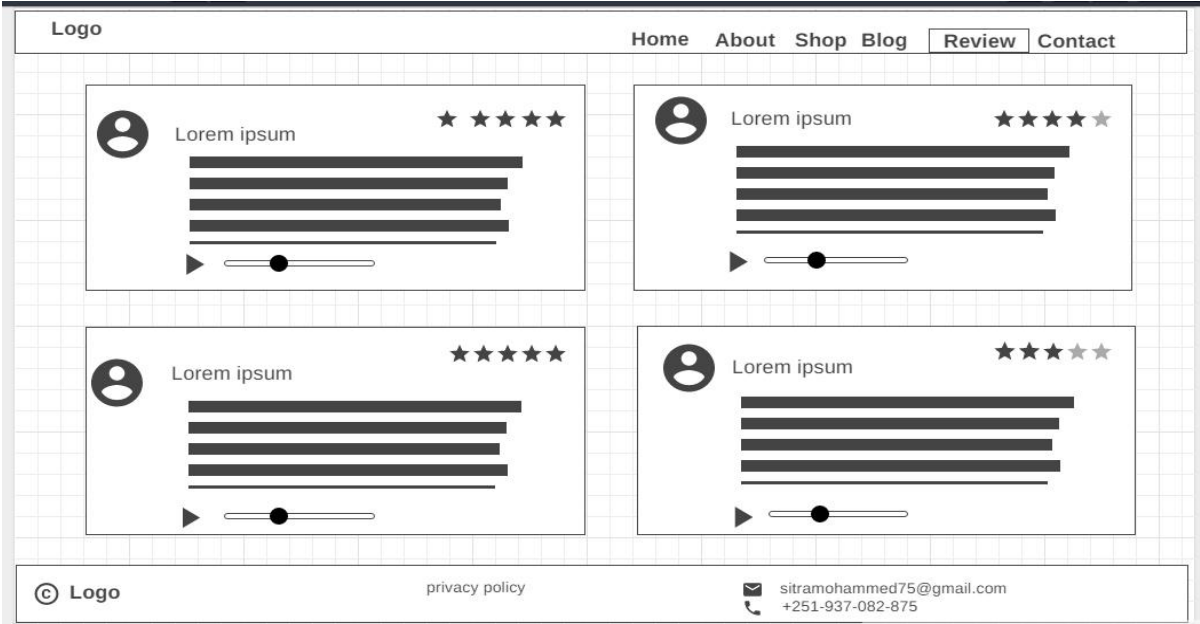 Logo
Home About Shop Blog Review Contact
Lorem ipsum
Lorem ipsum
Lorem ipsum
Lorem ipsum
© Logo
privacy policy
sitramohammed75@gmail.com
+251-937-082-875